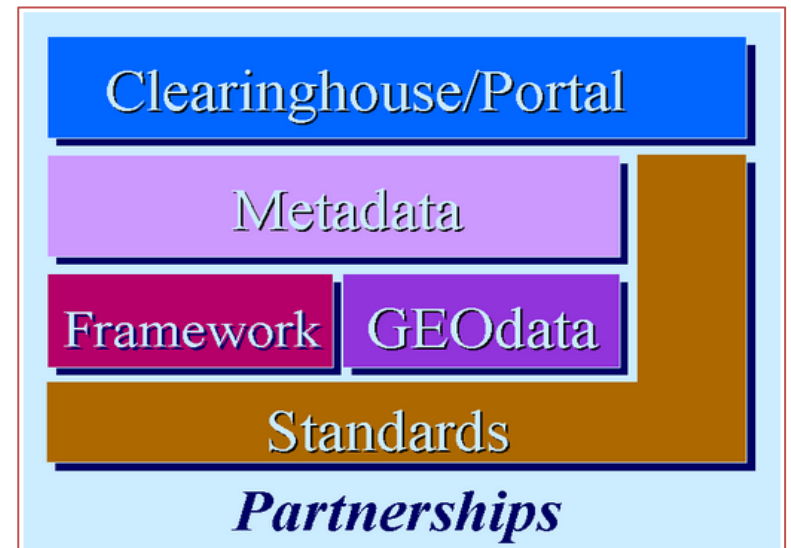 Clearinghouse/Portal
Metadata
Framework GEOdata
Standards
Partnerships